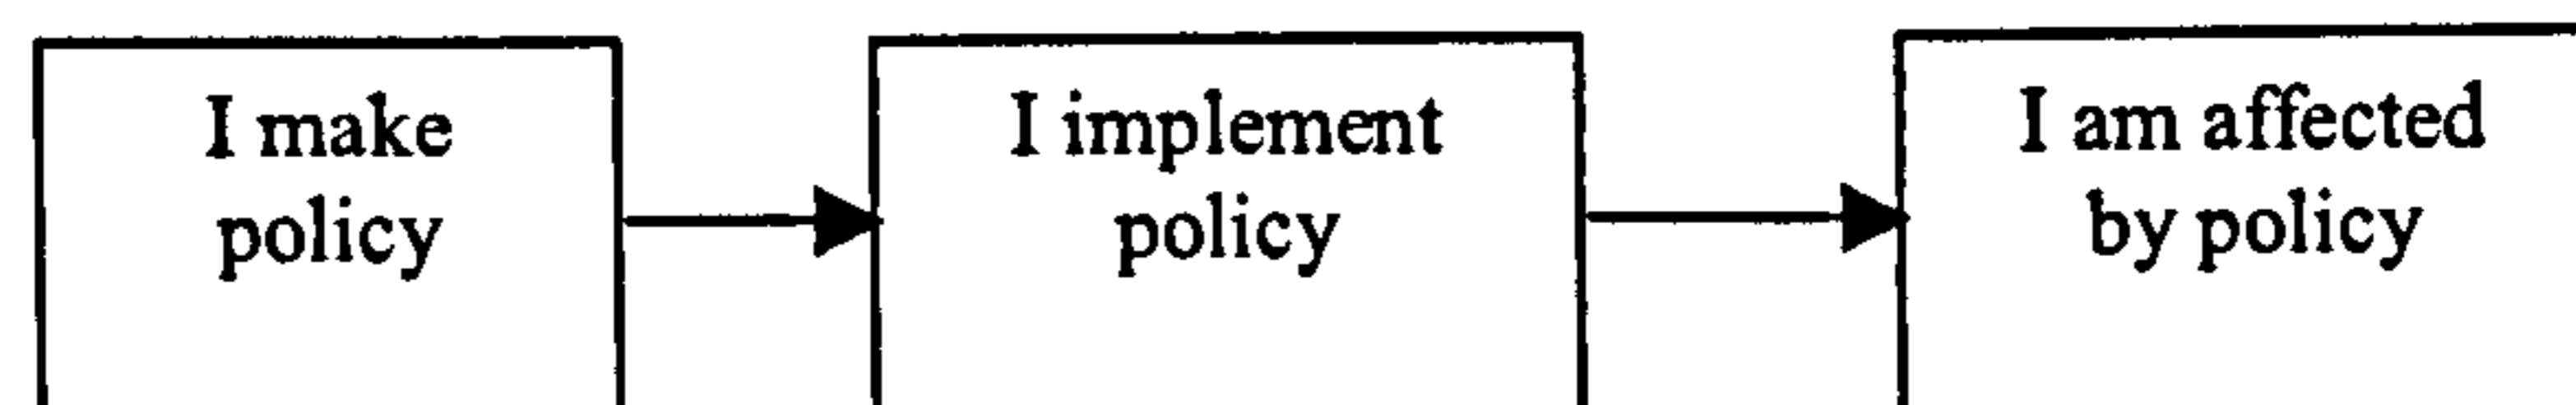 I make
policy
I implement
policy
I am affected
by policy